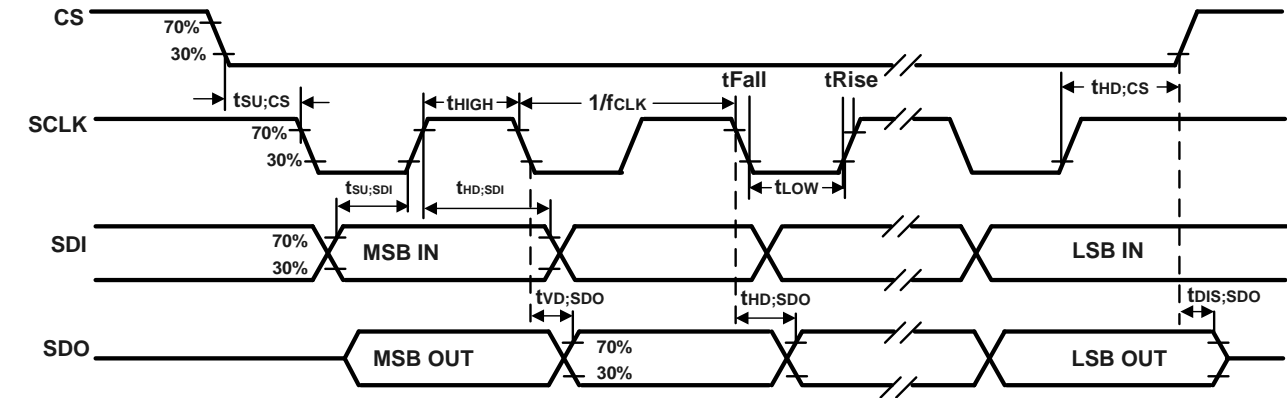 CS
70%
30%
tSU;CS
tHIGH
1/fCLK
tFall
tRise
tHD;CS
SCLK
70%
30%
tSU;SDI
tHD;SDI
tLOW
SDI
70%
30%
MSB IN
LSB IN
tVD;SDO
tHD;SDO
tDIS;SDO
SDO
MSB OUT
70%
30%
LSB OUT